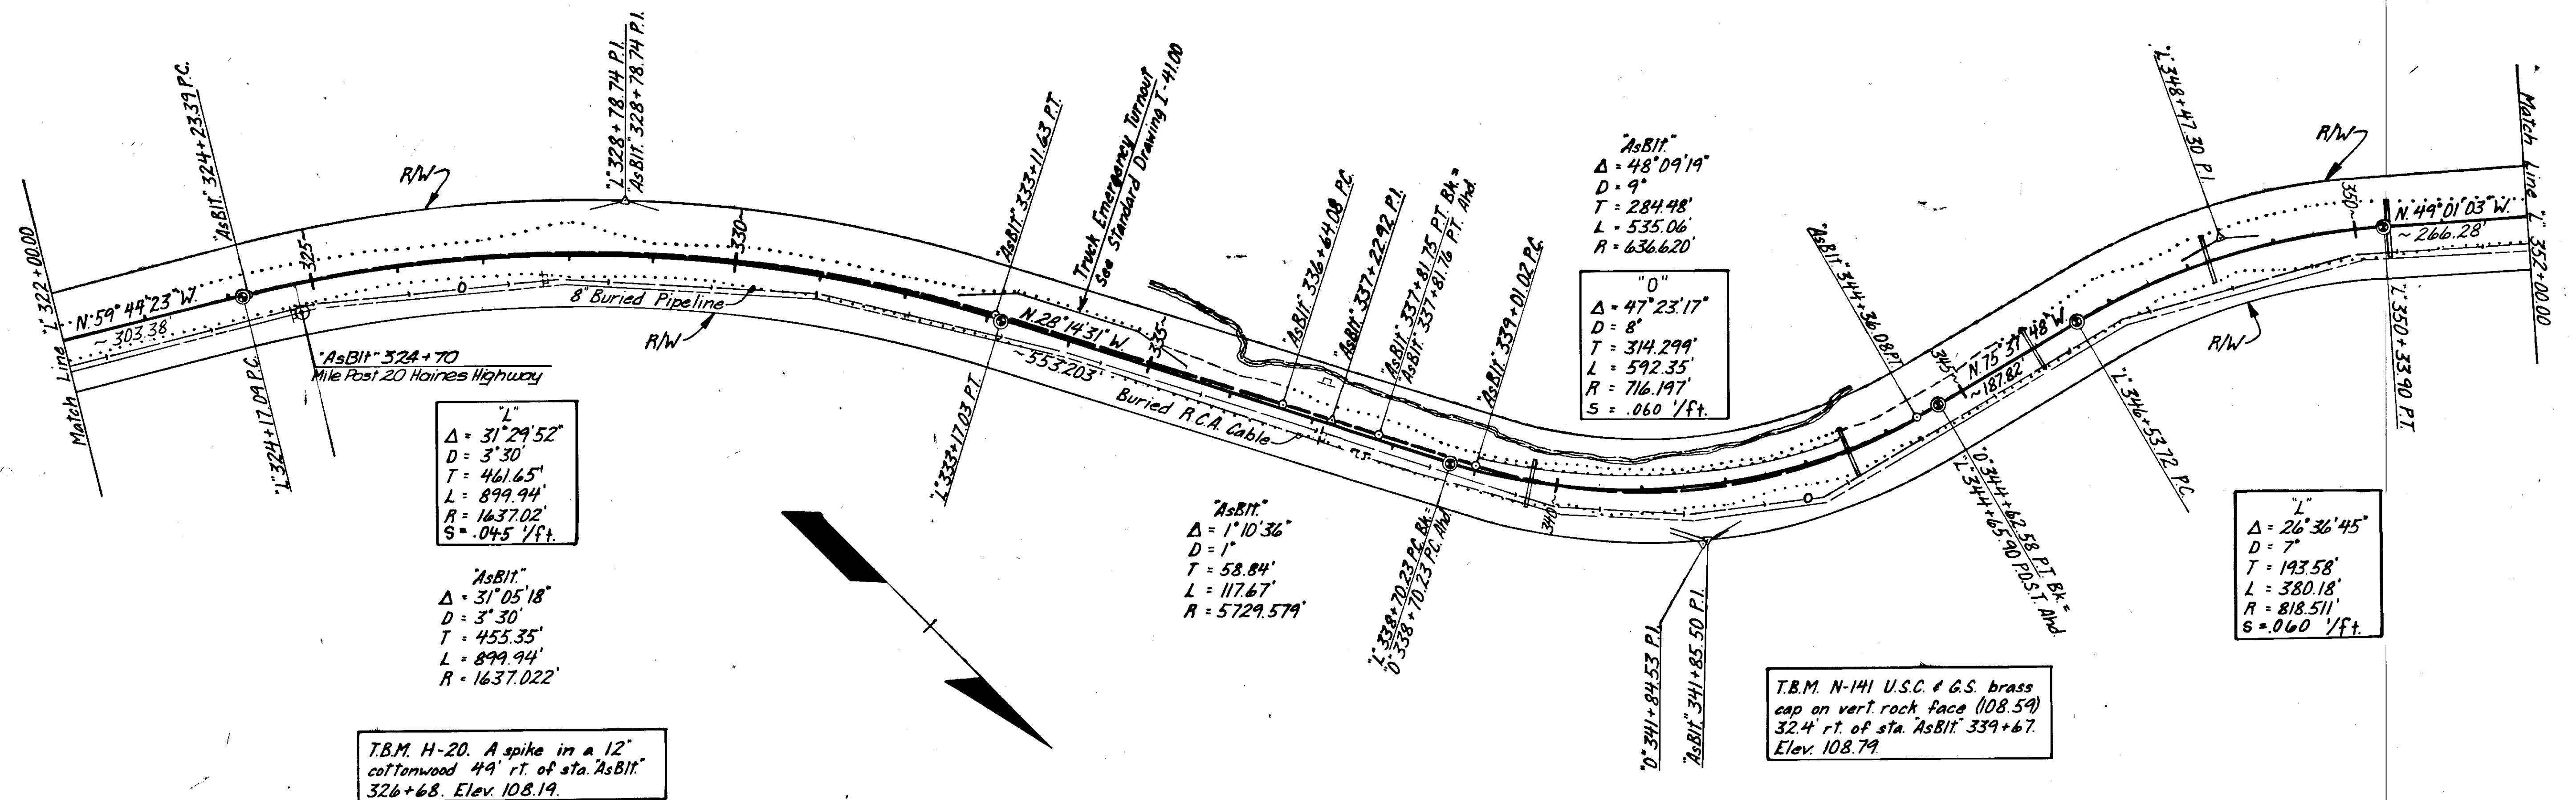 Match Line "L" 322+00.00
N. 59° 44' 23" W.
~ 303.38'
"AsBlt" 324+23.39 P.C.
"L" 324+17.09 P.C.
R/W
325~
"AsBlt" 324+70
Mile Post 20 Haines Highway
"L" 328+78.74 P.I.
"AsBlt." 328+78.74 P.I.
~330~
8" Buried Pipeline
R/W
"AsBlt" 333+11.63 P.T.
"L" 333+17.03 P.T.
Truck Emergency Turnout
See Standard Drawing I-41.00
N. 28° 14' 31" W.
~553.203'
335~
Buried R.C.A. Cable
"AsBlt" 336+64.08 P.C.
"AsBlt" 337+22.92 P.I.
"AsBlt" 337+81.75 P.T. Bk.=
"AsBlt" 337+81.76 P.T. Ahd.
"AsBlt" 339+01.02 P.C.
"L" 338+70.23 P.C. Bk.=
"O" 338+70.23 P.C. Ahd.
340~
"O" 341+84.53 P.I.
"AsBlt." 341+85.50 P.I.
"AsBlt" 344+36.08 P.T.
345~
N. 75° 37' 48" W.
~187.82'
"O" 344+62.58 P.T. Bk.=
"L" 344+65.90 P.O.S.T. Ahd.
"L" 346+53.72 P.C.
"L" 348+47.30 P.I.
R/W
R/W
350~
N. 49° 01' 03" W.
~ 266.28'
"L" 350+33.90 P.T.
Match Line "L" 352+00.00
"L"
Δ = 31° 29' 52"
D = 3° 30'
T = 461.65'
L = 899.94'
R = 1637.02'
S = .045 '/ft.
"AsBlt."
Δ = 31° 05' 18"
D = 3° 30'
T = 455.35'
L = 899.94'
R = 1637.022'
T.B.M. H-20. A spike in a 12"
cottonwood 49' rt. of sta. "AsBlt."
326+68. Elev. 108.19.
"AsBlt."
Δ = 1° 10' 36"
D = 1°
T = 58.84'
L = 117.67'
R = 5729.579'
"AsBlt."
Δ = 48° 09' 19"
D = 9°
T = 284.48'
L = 535.06'
R = 636.620'
"O"
Δ = 47° 23' 17"
D = 8°
T = 314.299'
L = 592.35'
R = 716.197'
S = .060 '/ft.
T.B.M. N-141 U.S.C. & G.S. brass
cap on vert. rock face (108.59)
32.4' rt. of sta. "AsBlt." 339+67.
Elev. 108.79.
"L"
Δ = 26° 36' 45"
D = 7°
T = 193.58'
L = 380.18'
R = 818.511'
S = .060 '/ft.